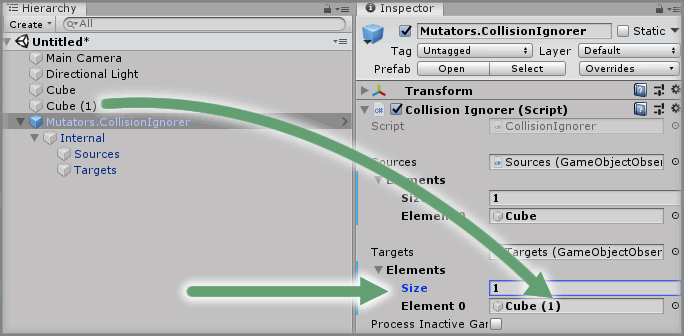 Hierarchy
Create
All
Untitled*
Main Camera
Directional Light
Cube
Cube (1)
Mutators.CollisionIgnorer
Internal
Sources
Targets
Inspector
Mutators.CollisionIgnorer Static
Tag Untagged Layer Default
Prefab Open Select Overrides
Transform
Collision Ignorer (Script)
Script CollisionIgnorer
Sources Sources (GameObjectObser
Elements
Size 1
Element 0 Cube
Targets Targets (GameObjectObser
Elements
Size 1
Element 0 Cube (1)
Process Inactive Gar